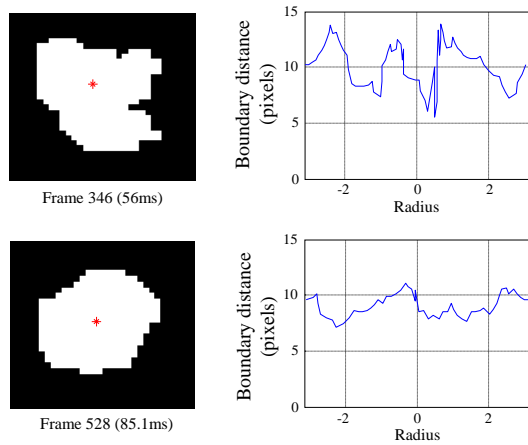 15
10
5
0
-2
0
2
Radius
Boundary distance
(pixels)
Frame 346 (56ms)
15
10
5
0
-2
0
2
Radius
Boundary distance
(pixels)
Frame 528 (85.1ms)